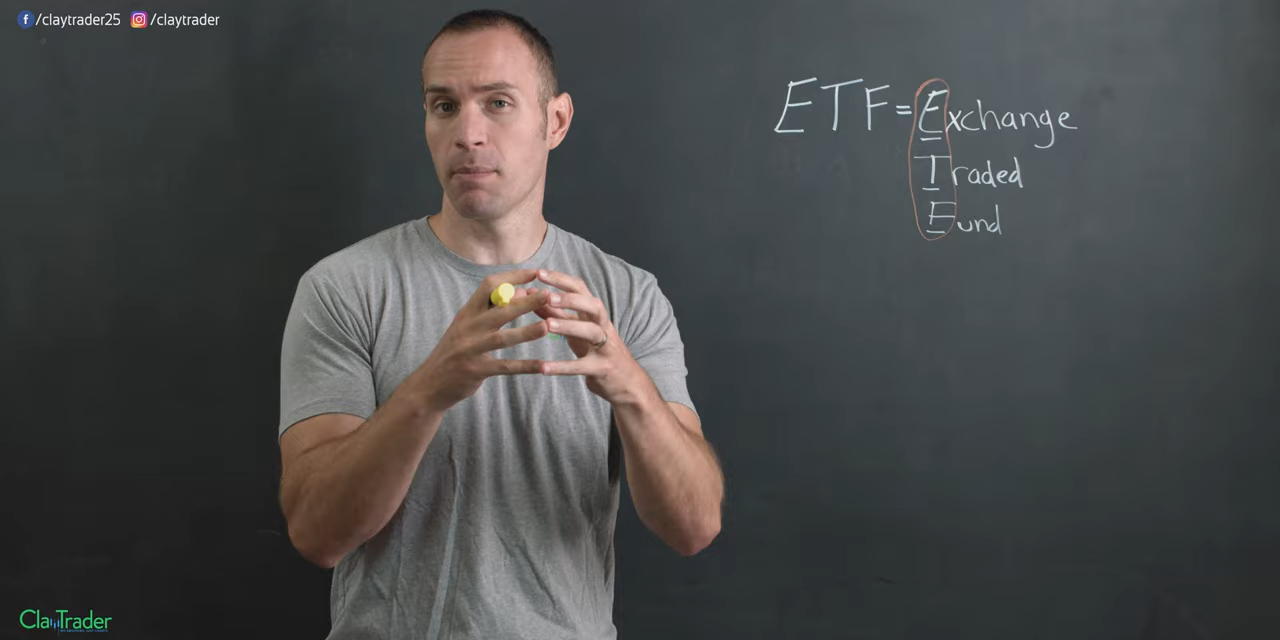 /claytrader25 /claytrader
ETF = Exchange
Traded
Fund
ClayTrader